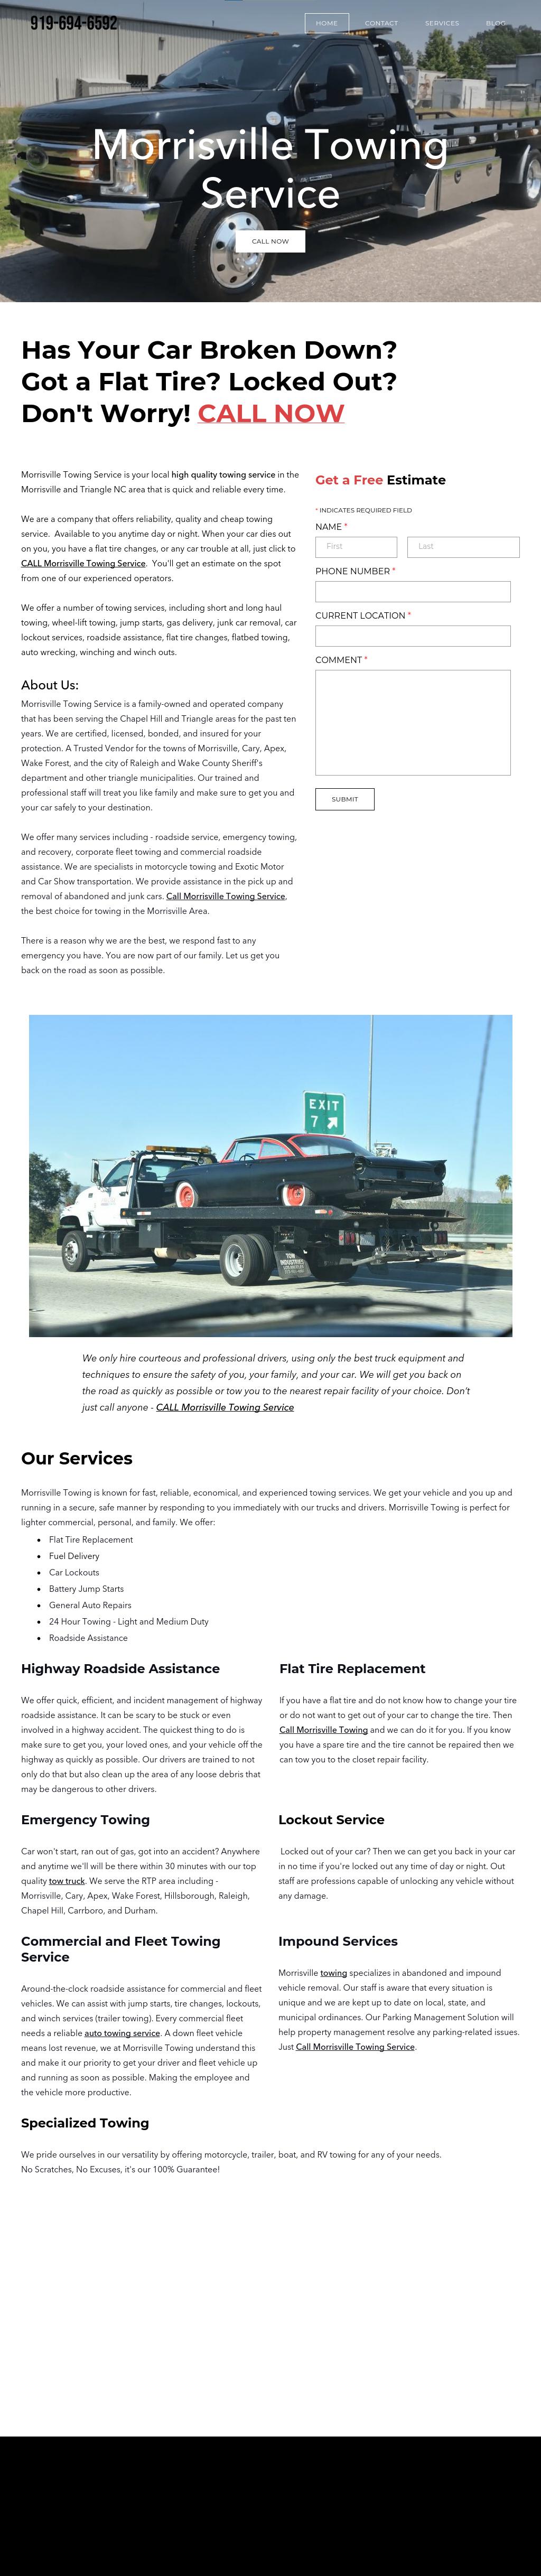 919-694-6592
HOME
CONTACT
SERVICES
BLOG
Morrisville Towing
Service
CALL NOW
Has Your Car Broken Down?
Got a Flat Tire? Locked Out?
Don't Worry! CALL NOW
Morrisville Towing Service is your local high quality towing service in the
Morrisville and Triangle NC area that is quick and reliable every time.
We are a company that offers reliability, quality and cheap towing
service.  Available to you anytime day or night. When your car dies out
on you, you have a flat tire changes, or any car trouble at all, just click to
CALL Morrisville Towing Service.  You'll get an estimate on the spot
from one of our experienced operators.
We offer a number of towing services, including short and long haul
towing, wheel-lift towing, jump starts, gas delivery, junk car removal, car
lockout services, roadside assistance, flat tire changes, flatbed towing,
auto wrecking, winching and winch outs.
About Us:
Morrisville Towing Service is a family-owned and operated company
that has been serving the Chapel Hill and Triangle areas for the past ten
years. We are certified, licensed, bonded, and insured for your
protection. A Trusted Vendor for the towns of Morrisville, Cary, Apex,
Wake Forest, and the city of Raleigh and Wake County Sheriff's
department and other triangle municipalities. Our trained and
professional staff will treat you like family and make sure to get you and
your car safely to your destination.
We offer many services including - roadside service, emergency towing,
and recovery, corporate fleet towing and commercial roadside
assistance. We are specialists in motorcycle towing and Exotic Motor
and Car Show transportation. We provide assistance in the pick up and
removal of abandoned and junk cars. Call Morrisville Towing Service,
the best choice for towing in the Morrisville Area.
There is a reason why we are the best, we respond fast to any
emergency you have. You are now part of our family. Let us get you
back on the road as soon as possible.
Get a Free Estimate
* INDICATES REQUIRED FIELD
NAME *
First
Last
PHONE NUMBER *
CURRENT LOCATION *
COMMENT *
SUBMIT
EXIT
7
We only hire courteous and professional drivers, using only the best truck equipment and
techniques to ensure the safety of you, your family, and your car. We will get you back on
the road as quickly as possible or tow you to the nearest repair facility of your choice. Don't
just call anyone - CALL Morrisville Towing Service
Our Services
Morrisville Towing is known for fast, reliable, economical, and experienced towing services. We get your vehicle and you up and
running in a secure, safe manner by responding to you immediately with our trucks and drivers. Morrisville Towing is perfect for
lighter commercial, personal, and family. We offer:
Flat Tire Replacement
Fuel Delivery
Car Lockouts
Battery Jump Starts
General Auto Repairs
24 Hour Towing - Light and Medium Duty
Roadside Assistance
Highway Roadside Assistance
We offer quick, efficient, and incident management of highway
roadside assistance. It can be scary to be stuck or even
involved in a highway accident. The quickest thing to do is
make sure to get you, your loved ones, and your vehicle off the
highway as quickly as possible. Our drivers are trained to not
only do that but also clean up the area of any loose debris that
may be dangerous to other drivers.
Flat Tire Replacement
If you have a flat tire and do not know how to change your tire
or do not want to get out of your car to change the tire. Then
Call Morrisville Towing and we can do it for you. If you know
you have a spare tire and the tire cannot be repaired then we
can tow you to the closet repair facility.
Emergency Towing
Car won't start, ran out of gas, got into an accident? Anywhere
and anytime we'll will be there within 30 minutes with our top
quality tow truck. We serve the RTP area including -
Morrisville, Cary, Apex, Wake Forest, Hillsborough, Raleigh,
Chapel Hill, Carrboro, and Durham.
Lockout Service
Locked out of your car? Then we can get you back in your car
in no time if you're locked out any time of day or night. Out
staff are professions capable of unlocking any vehicle without
any damage.
Commercial and Fleet Towing
Service
Around-the-clock roadside assistance for commercial and fleet
vehicles. We can assist with jump starts, tire changes, lockouts,
and winch services (trailer towing). Every commercial fleet
needs a reliable auto towing service. A down fleet vehicle
means lost revenue, we at Morrisville Towing understand this
and make it our priority to get your driver and fleet vehicle up
and running as soon as possible. Making the employee and
the vehicle more productive.
Impound Services
Morrisville towing specializes in abandoned and impound
vehicle removal. Our staff is aware that every situation is
unique and we are kept up to date on local, state, and
municipal ordinances. Our Parking Management Solution will
help property management resolve any parking-related issues.
Just Call Morrisville Towing Service.
Specialized Towing
We pride ourselves in our versatility by offering motorcycle, trailer, boat, and RV towing for any of your needs.
No Scratches, No Excuses, it's our 100% Guarantee!